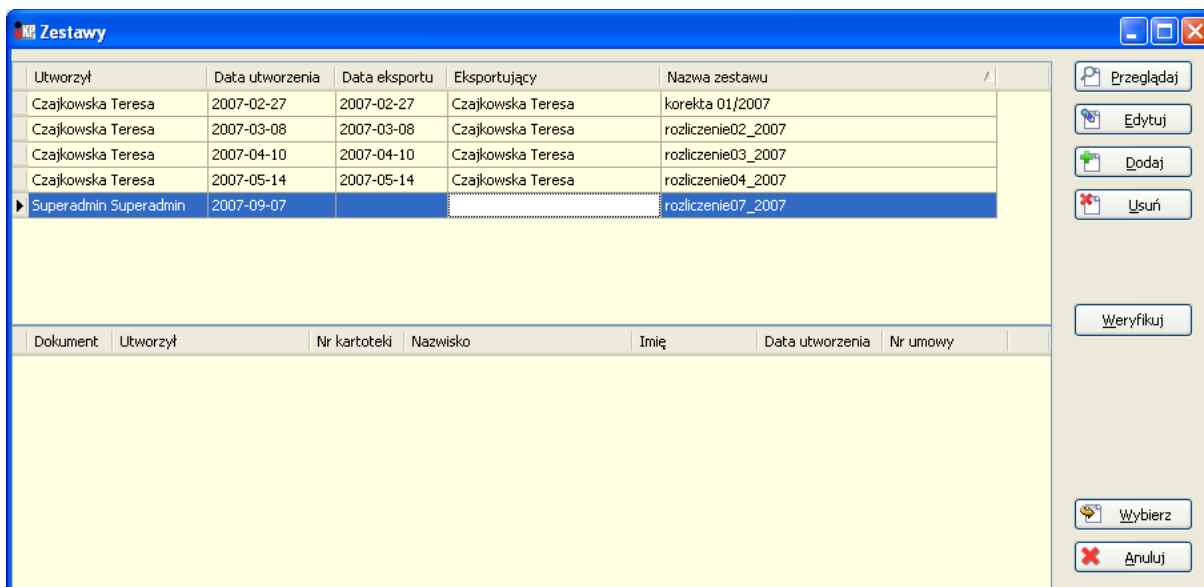 KP Zestawy
Utworzył Data utworzenia Data eksportu Eksportujący Nazwa zestawu
Czajkowska Teresa 2007-02-27 2007-02-27 Czajkowska Teresa korekta 01/2007
Czajkowska Teresa 2007-03-08 2007-03-08 Czajkowska Teresa rozliczenie02_2007
Czajkowska Teresa 2007-04-10 2007-04-10 Czajkowska Teresa rozliczenie03_2007
Czajkowska Teresa 2007-05-14 2007-05-14 Czajkowska Teresa rozliczenie04_2007
Superadmin Superadmin 2007-09-07 rozliczenie07_2007
Dokument Utworzył Nr kartoteki Nazwisko Imię Data utworzenia Nr umowy
Przeglądaj
Edytuj
Dodaj
Usuń
Weryfikuj
Wybierz
Anuluj